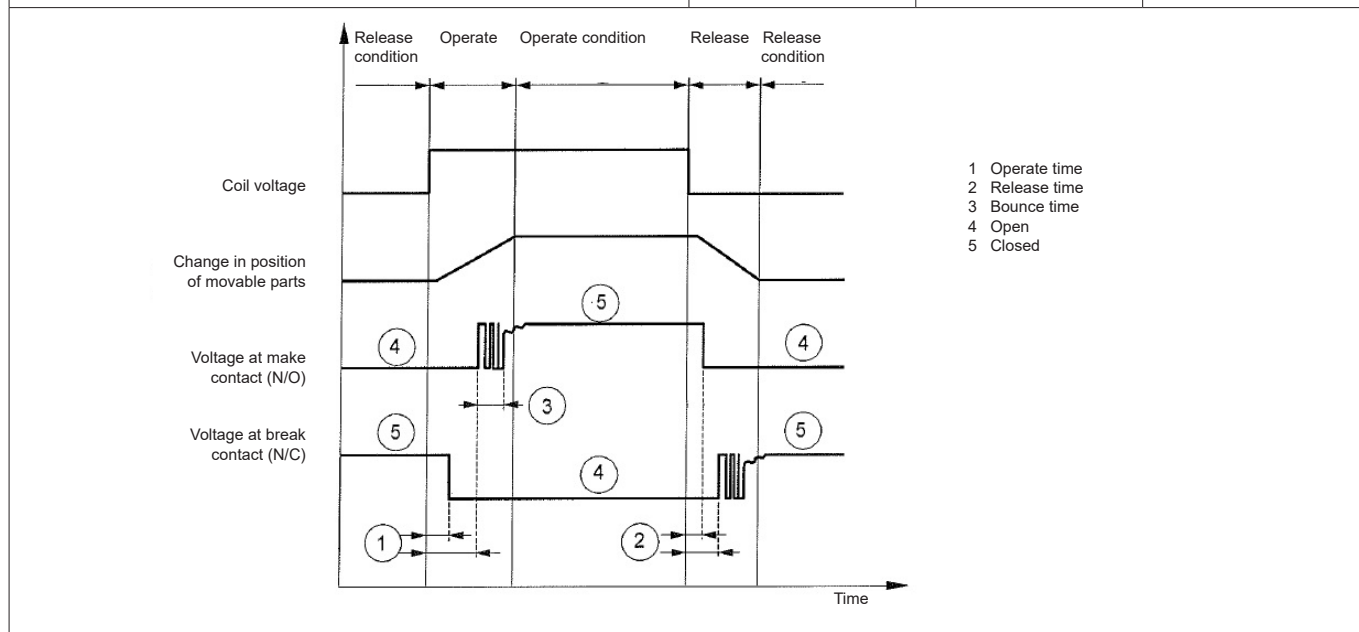 Release condition
Operate
Operate condition
Release
Release condition
Coil voltage
Change in position
of movable parts
5
4
4
Voltage at make
contact (N/O)
3
Voltage at break
contact (N/C)
5
5
4
1
2
Time
1 Operate time
2 Release time
3 Bounce time
4 Open
5 Closed